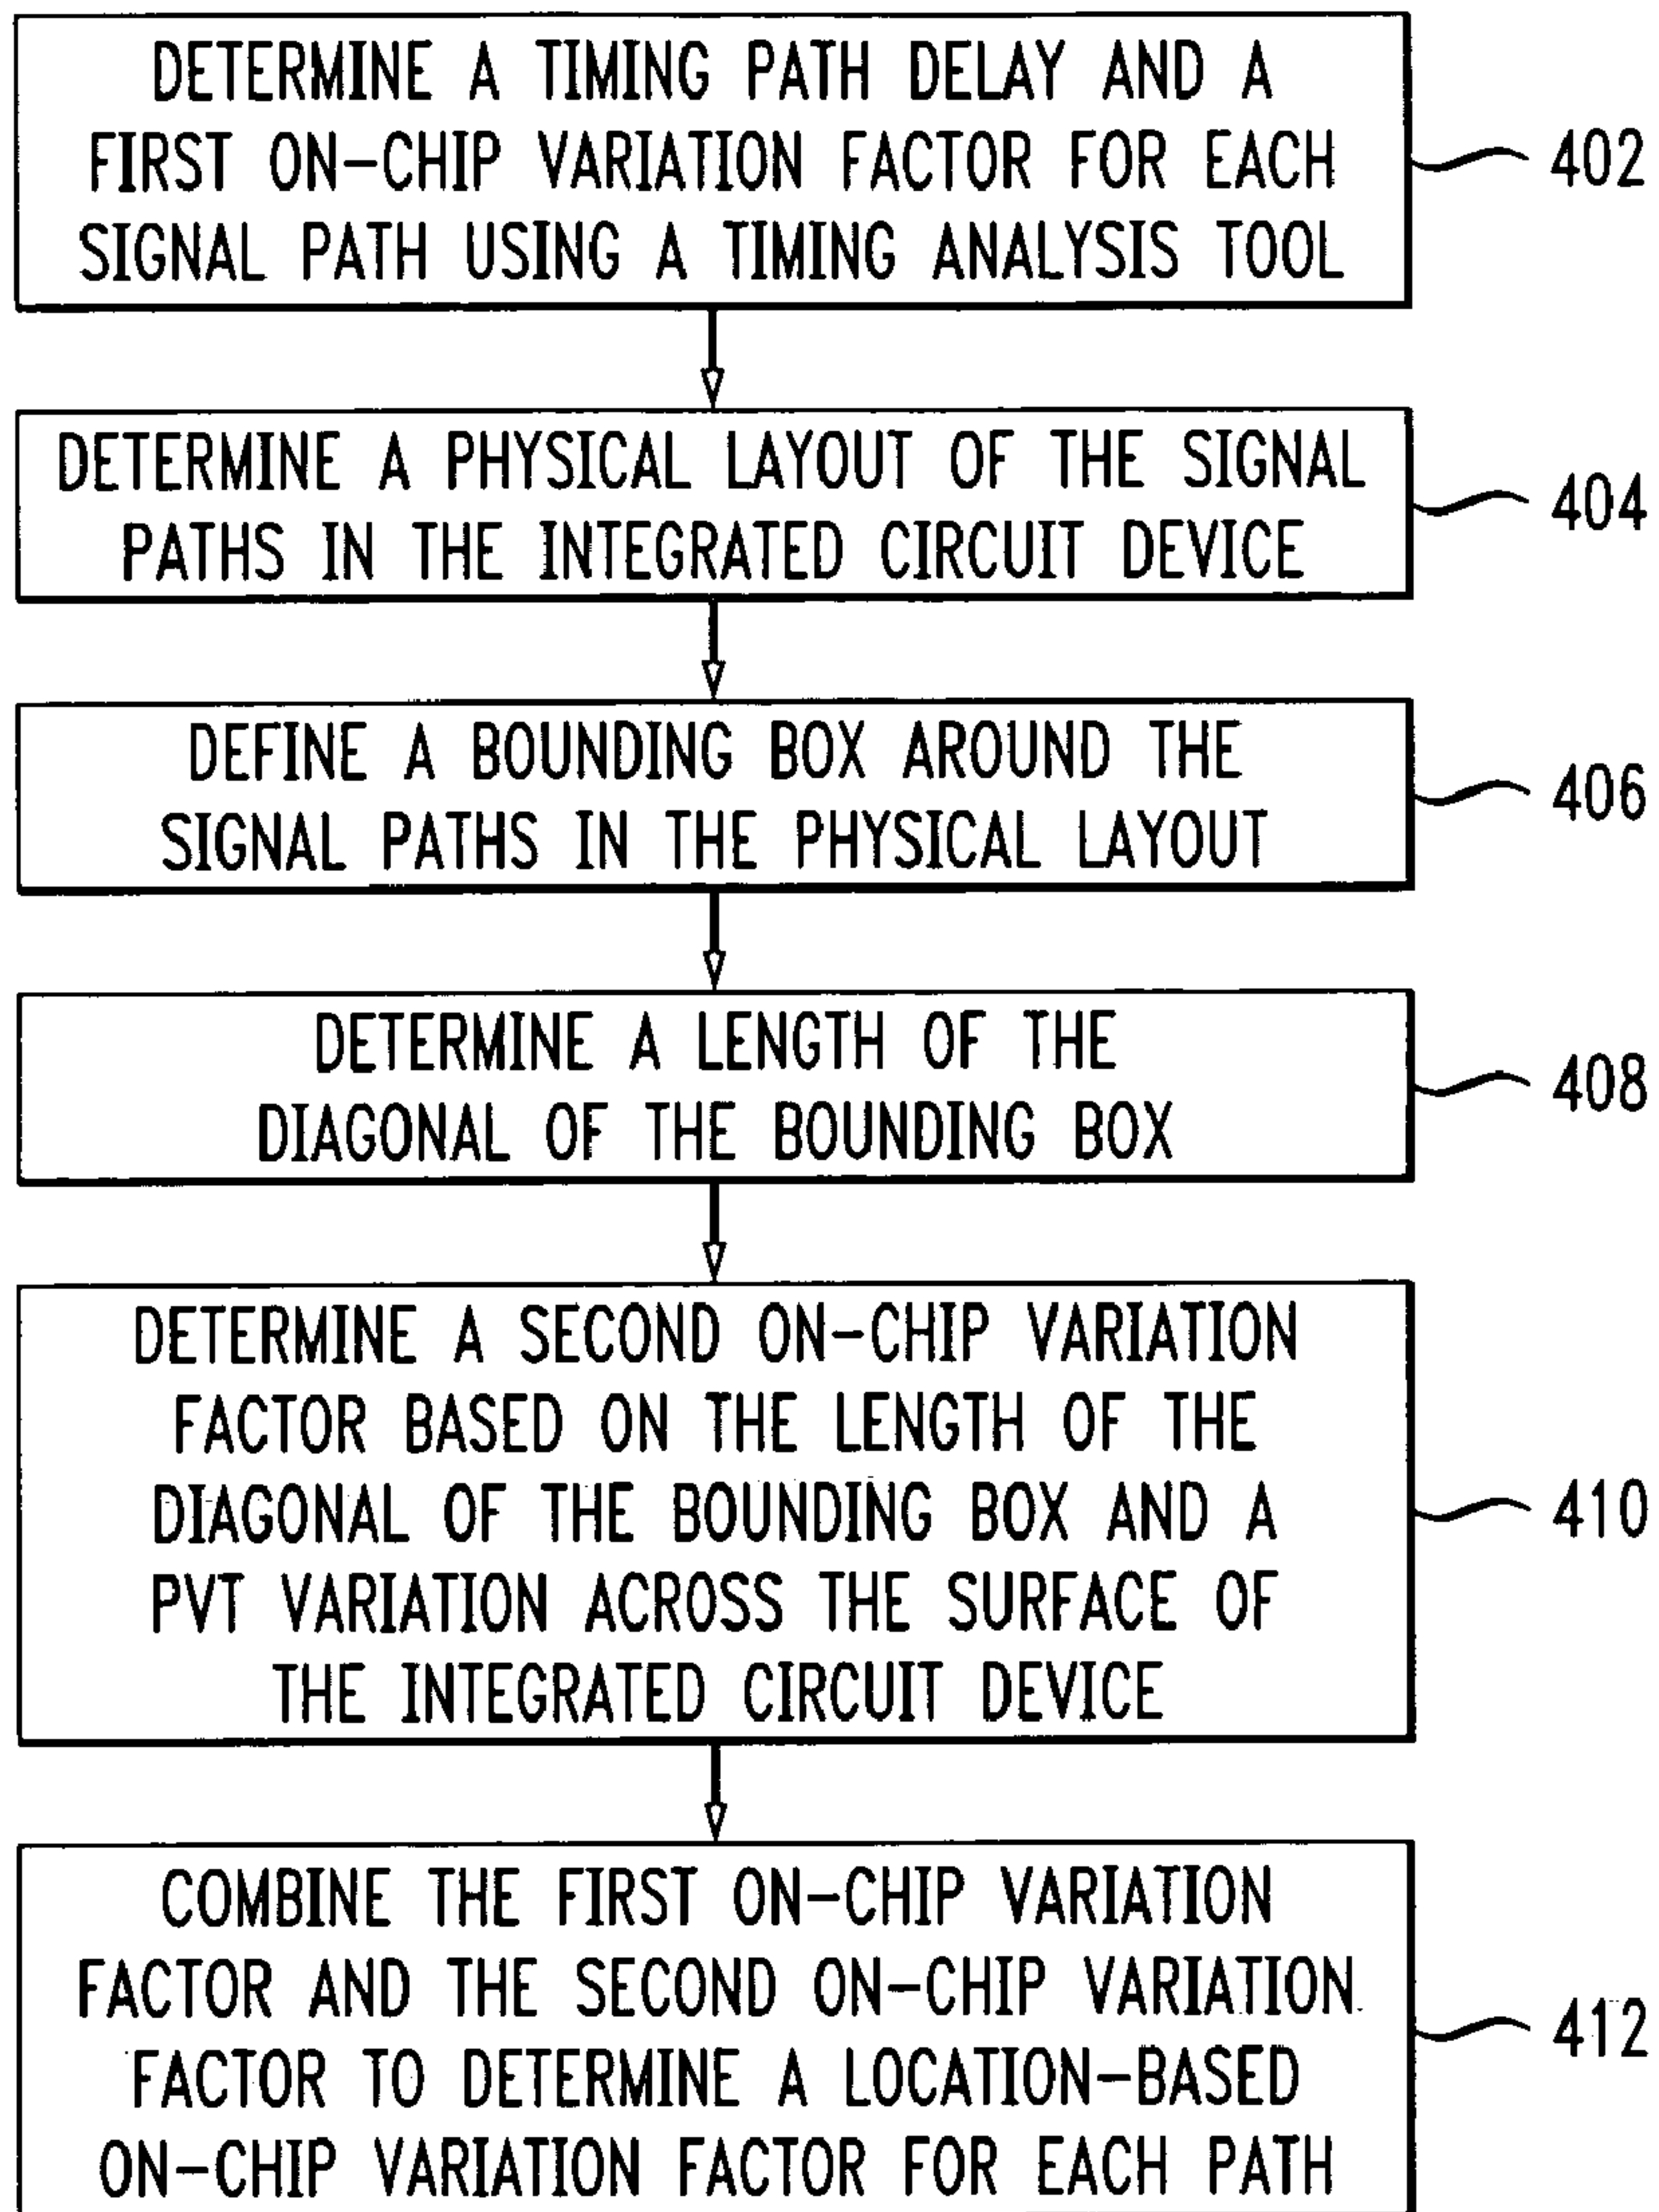 DETERMINE A TIMING PATH DELAY AND A
FIRST ON-CHIP VARIATION FACTOR FOR EACH
SIGNAL PATH USING A TIMING ANALYSIS TOOL
402
DETERMINE A PHYSICAL LAYOUT OF THE SIGNAL
PATHS IN THE INTEGRATED CIRCUIT DEVICE
404
DEFINE A BOUNDING BOX AROUND THE
SIGNAL PATHS IN THE PHYSICAL LAYOUT
406
DETERMINE A LENGTH OF THE
DIAGONAL OF THE BOUNDING BOX
408
DETERMINE A SECOND ON-CHIP VARIATION
FACTOR BASED ON THE LENGTH OF THE
DIAGONAL OF THE BOUNDING BOX AND A
PVT VARIATION ACROSS THE SURFACE OF
THE INTEGRATED CIRCUIT DEVICE
410
COMBINE THE FIRST ON-CHIP VARIATION
FACTOR AND THE SECOND ON-CHIP VARIATION
FACTOR TO DETERMINE A LOCATION-BASED
ON-CHIP VARIATION FACTOR FOR EACH PATH
412